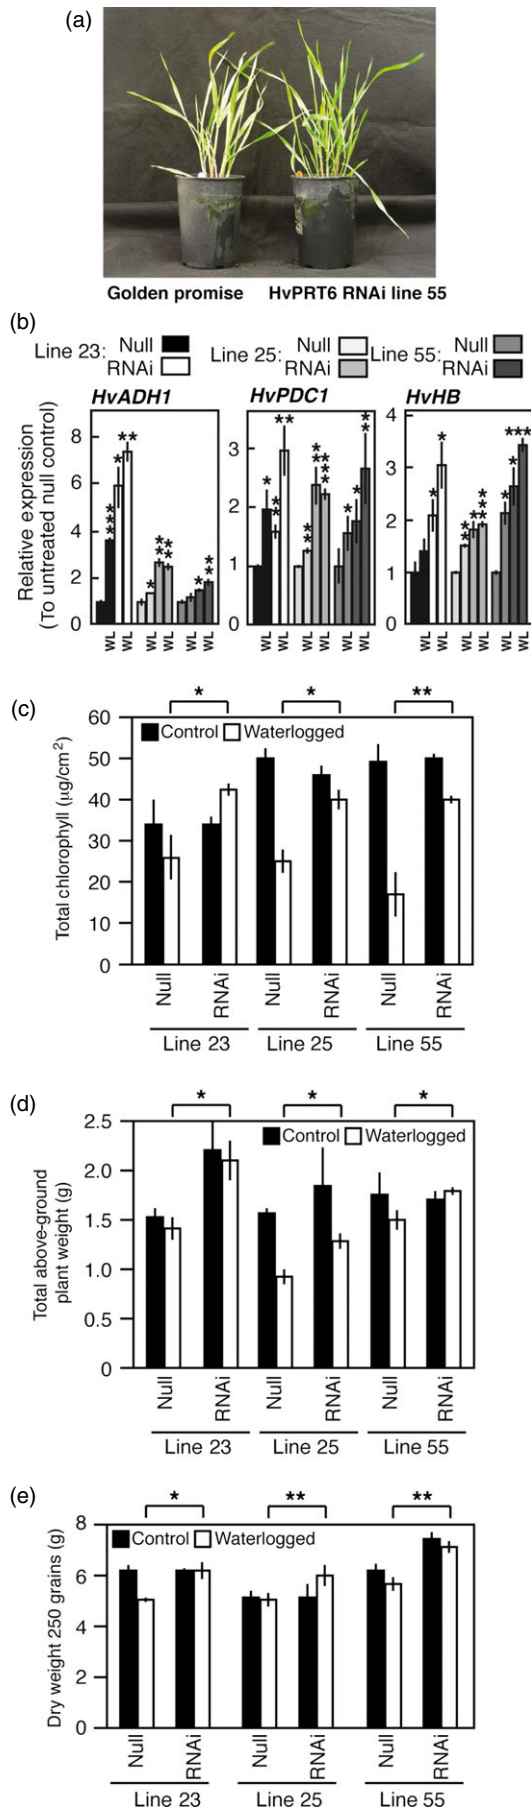 (a)
Golden promise HvPRT6 RNAi line 55
(b)
Line 23: Null Line 25: Null Line 55: Null
RNAi RNAi RNAi
HvADH1 HvPDC1 HvHB
Relative expression
(To untreated null control)
8
6
4
2
0
*** * **
* ** **
* **
WL WL WL WL WL WL
3
2
1
0
* ** **
** ** ***
* * **
WL WL WL WL WL WL
4
3
2
1
0
* *
** ** ***
* * ***
WL WL WL WL WL WL
(c)
* * **
Total chlorophyll (µg/cm2)
60
50
40
30
20
10
0
Control Waterlogged
Null RNAi Null RNAi Null RNAi
Line 23 Line 25 Line 55
(d)
* * *
Total above-ground
plant weight (g)
2.5
2.0
1.5
1.0
0.5
0
Control Waterlogged
Null RNAi Null RNAi Null RNAi
Line 23 Line 25 Line 55
(e)
* ** **
Dry weight 250 grains (g)
8
6
4
2
0
Control Waterlogged
Null RNAi Null RNAi Null RNAi
Line 23 Line 25 Line 55